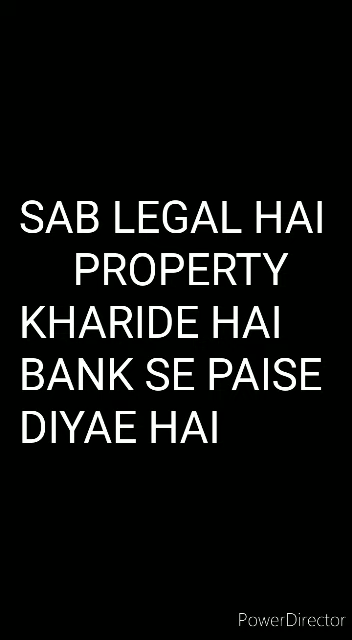 SAB LEGAL HAI
PROPERTY
KHARIDE HAI
BANK SE PAISE
DIYAE HAI
PowerDirector